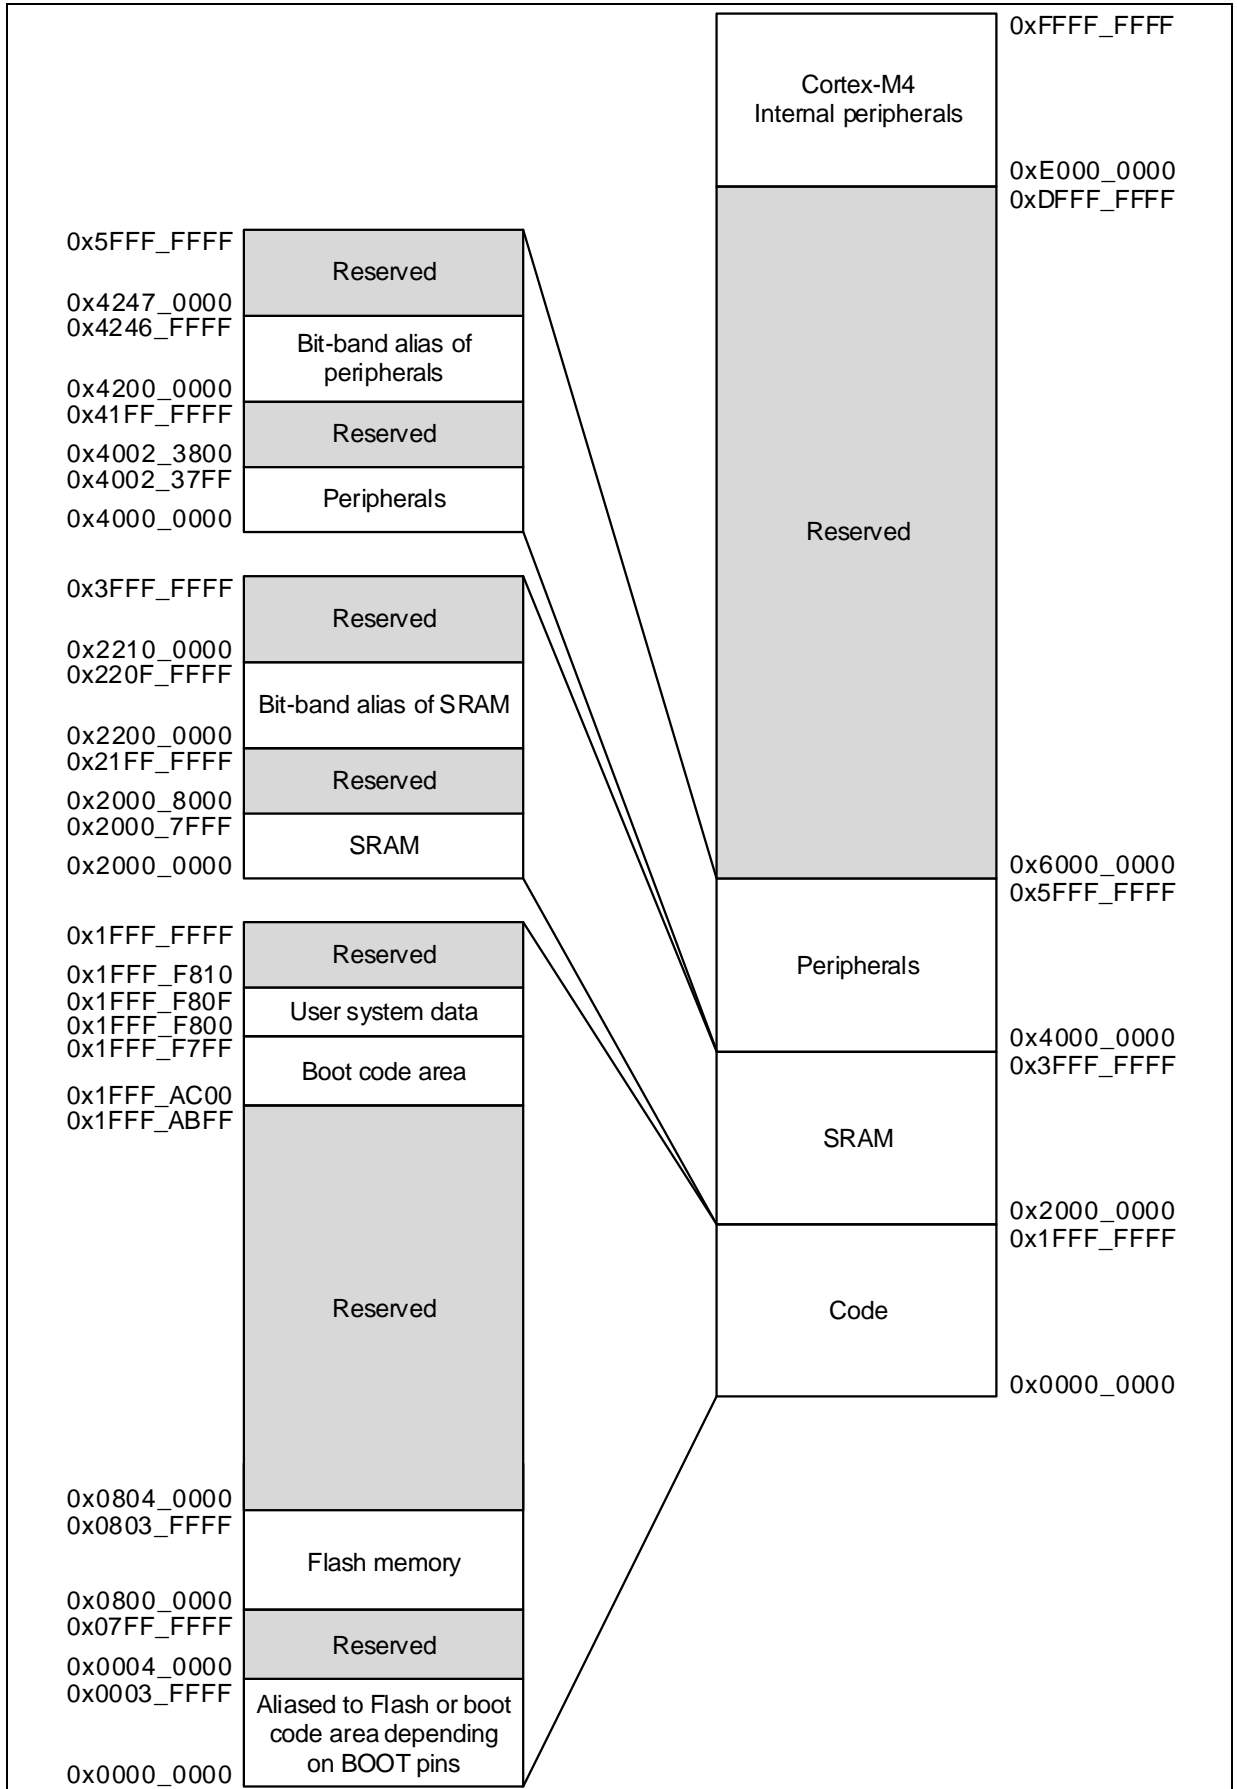 0xFFFF_FFFF
Cortex-M4
Internal peripherals
0xE000_0000
0xDFFF_FFFF
Reserved
0x6000_0000
0x5FFF_FFFF
Peripherals
0x4000_0000
0x3FFF_FFFF
SRAM
0x2000_0000
0x1FFF_FFFF
Code
0x0000_0000
0x5FFF_FFFF
Reserved
0x4247_0000
0x4246_FFFF
Bit-band alias of
peripherals
0x4200_0000
0x41FF_FFFF
Reserved
0x4002_3800
0x4002_37FF
Peripherals
0x4000_0000
0x3FFF_FFFF
Reserved
0x2210_0000
0x220F_FFFF
Bit-band alias of SRAM
0x2200_0000
0x21FF_FFFF
Reserved
0x2000_8000
0x2000_7FFF
SRAM
0x2000_0000
0x1FFF_FFFF
Reserved
0x1FFF_F810
0x1FFF_F80F
User system data
0x1FFF_F800
0x1FFF_F7FF
Boot code area
0x1FFF_AC00
0x1FFF_ABFF
Reserved
0x0804_0000
0x0803_FFFF
Flash memory
0x0800_0000
0x07FF_FFFF
Reserved
0x0004_0000
0x0003_FFFF
Aliased to Flash or boot
code area depending
on BOOT pins
0x0000_0000